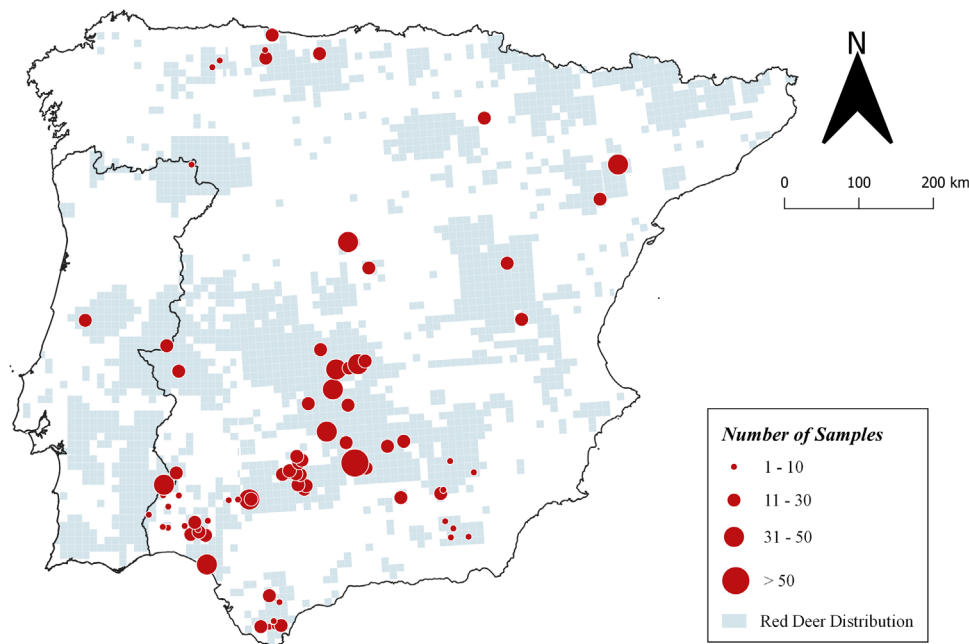 N
0 100 200 km
Number of Samples
1 - 10
11 - 30
31 - 50
> 50
Red Deer Distribution